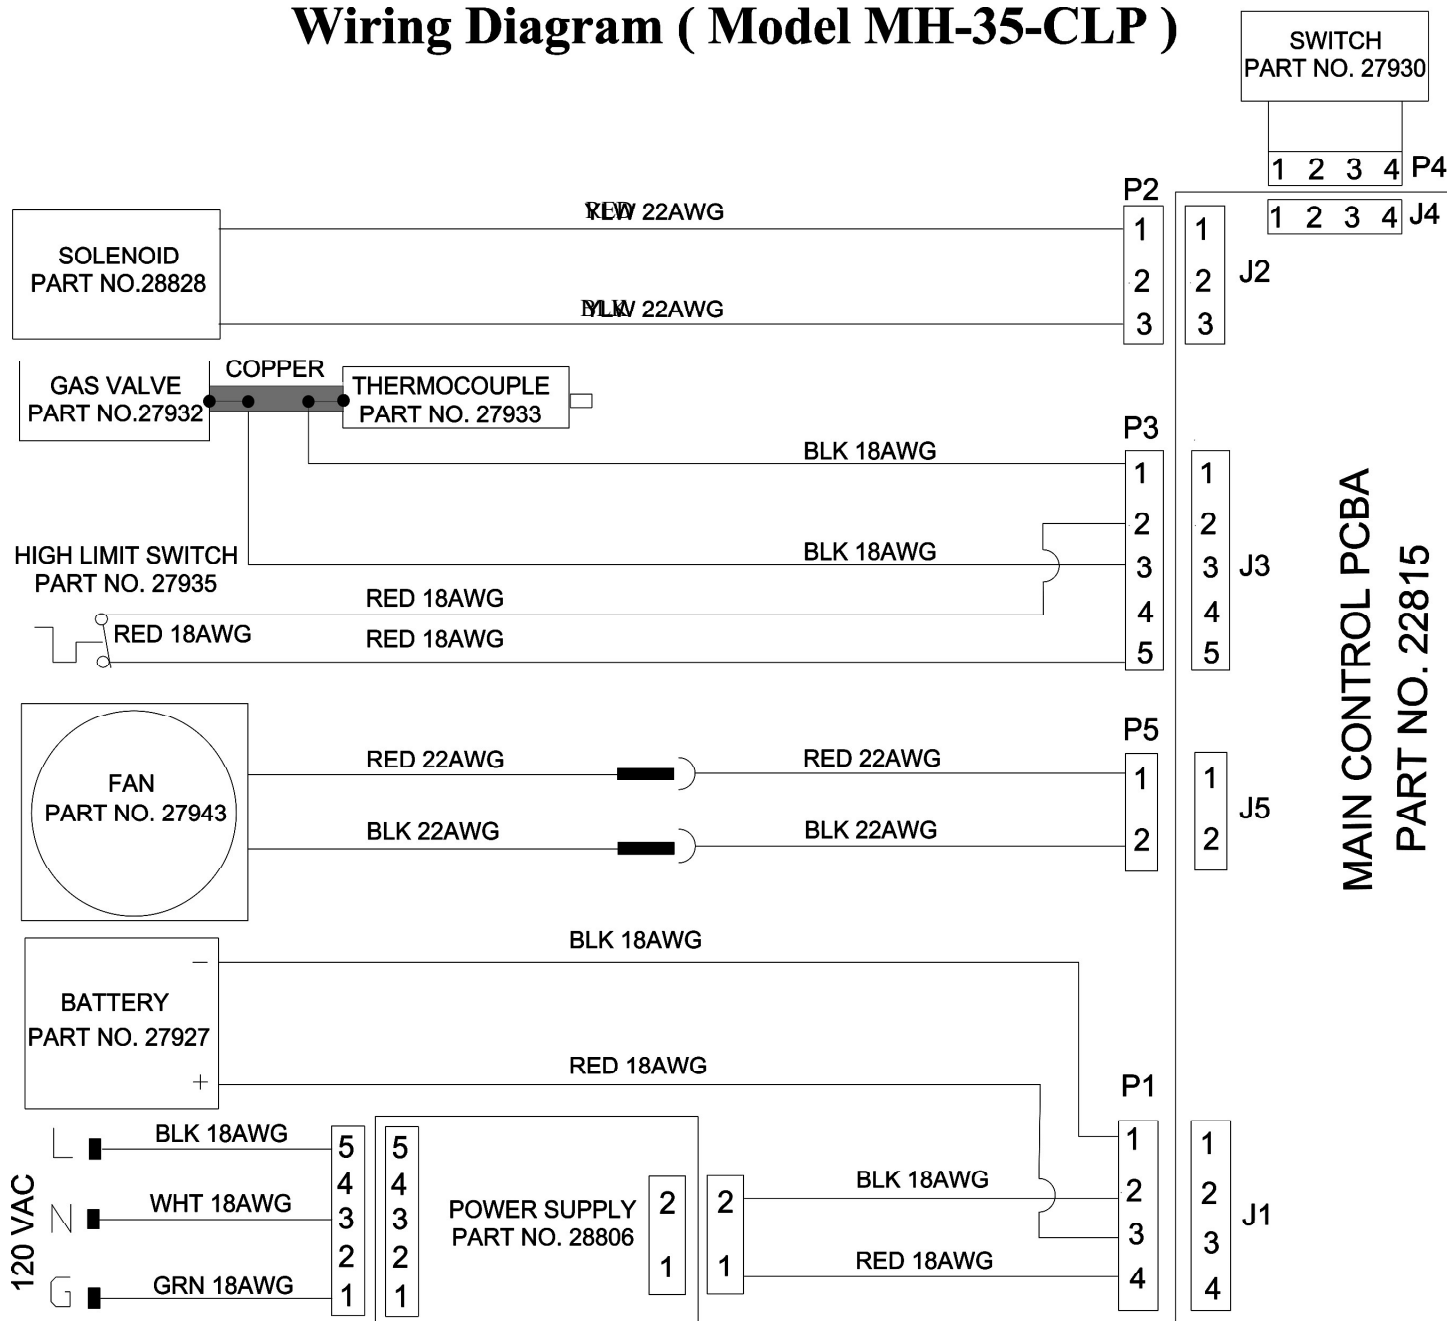 Wiring Diagram ( Model MH-35-CLP )
SWITCH
PART NO. 27930
1 2 3 4 P4
1 2 3 4 J4
P2
22AWG
1 1
SOLENOID
PART NO.28828
2 2
J2
22AWG
3 3
COPPER
GAS VALVE
PART NO.27932
THERMOCOUPLE
PART NO. 27933
P3
BLK 18AWG
1 1
2 2
BLK 18AWG
3 3
J3
HIGH LIMIT SWITCH
PART NO. 27935
RED 18AWG
4 4
RED 18AWG
RED 18AWG
5 5
MAIN CONTROL PCBA
PART NO. 22815
P5
FAN
PART NO. 27943
RED 22AWG
RED 22AWG
1 1
J5
BLK 22AWG
BLK 22AWG
2 2
BLK 18AWG
−
BATTERY
PART NO. 27927
RED 18AWG
+
P1
120 VAC
L
BLK 18AWG
5 5
4 4
N
WHT 18AWG
3 3
2 2
G
GRN 18AWG
1 1
POWER SUPPLY
PART NO. 28806
2 2
1 1
BLK 18AWG
RED 18AWG
1 1
2 2
J1
3 3
4 4